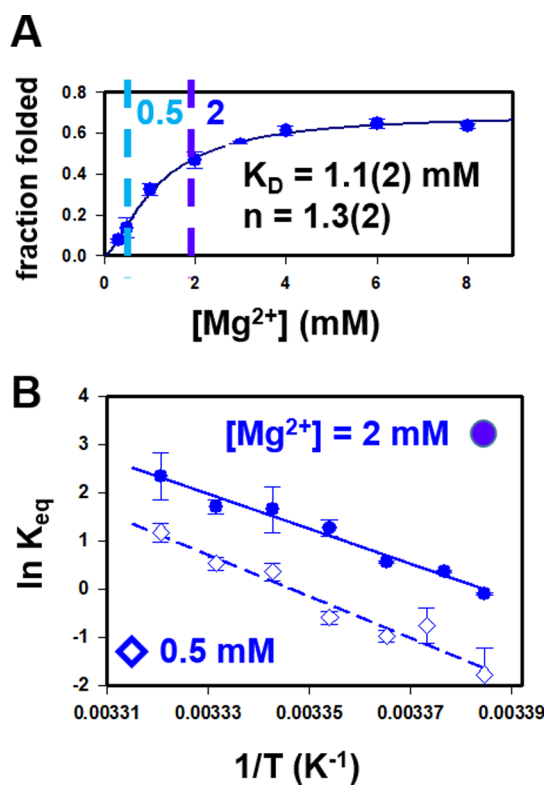 A
0.8
0.6
0.4
0.2
0.0
fraction folded
0.5
2
K_D = 1.1(2) mM
n = 1.3(2)
0 2 4 6 8
[Mg²⁺] (mM)
B
4
3
2
1
0
-1
-2
ln K_eq
[Mg²⁺] = 2 mM
0.5 mM
0.00331 0.00333 0.00335 0.00337 0.00339
1/T (K⁻¹)